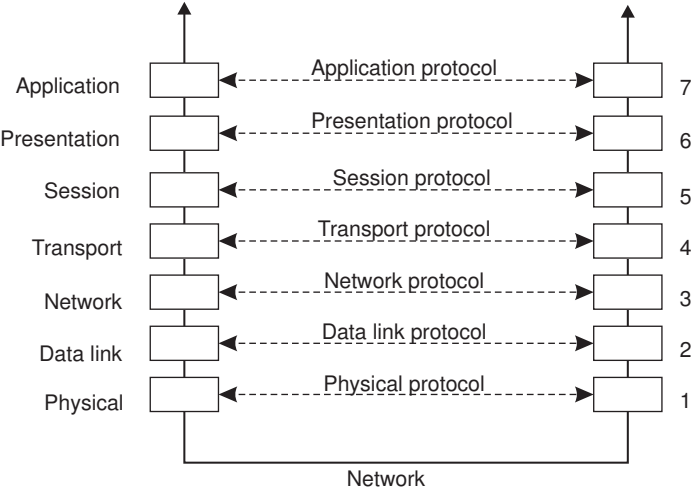 Application Application protocol 7
Presentation Presentation protocol 6
Session Session protocol 5
Transport Transport protocol 4
Network Network protocol 3
Data link Data link protocol 2
Physical Physical protocol 1
Network